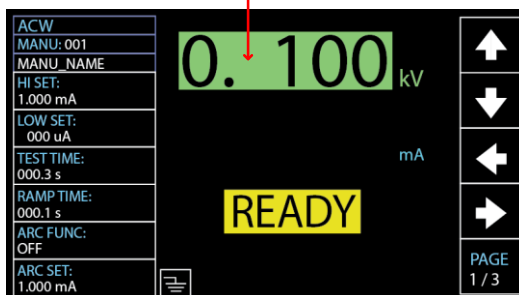 ACW
MANU: 001
MANU_NAME
HI SET:
1.000 mA
LOW SET:
000 uA
TEST TIME:
000.3 s
RAMP TIME:
000.1 s
ARC FUNC:
OFF
ARC SET:
1.000 mA
0. 100 kV
mA
READY
PAGE
1 / 3